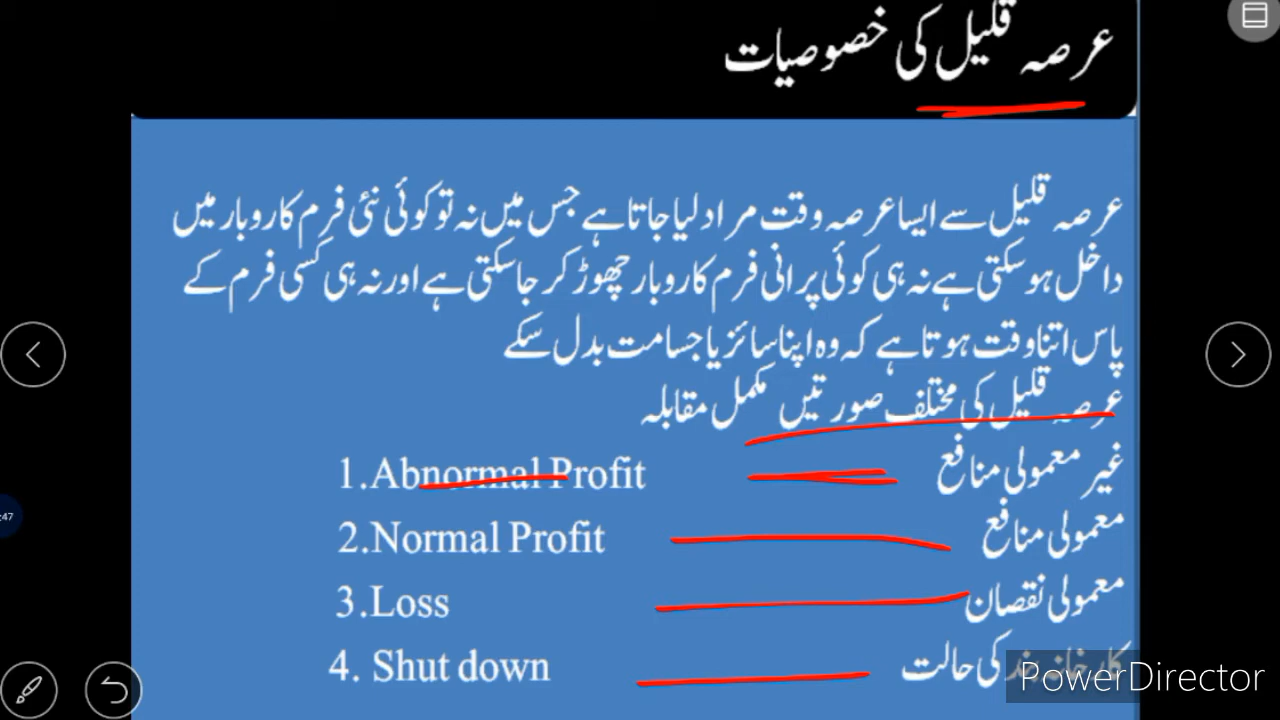 عرصہ قلیل کی خصوصیات
عرصہ قلیل سے ایسا عرصہ وقت مراد لیا جاتا ہے جس میں نہ تو کوئی نئی فرم کاروبار میں
داخل ہو سکتی ہے نہ ہی کوئی پرانی فرم کاروبار چھوڑ کر جا سکتی ہے اور نہ ہی کسی فرم کے
پاس اتنا وقت ہوتا ہے کہ وہ اپنا سائز یا جسامت بدل سکے
عرصہ قلیل کی مختلف صورتیں مکمل مقابلہ
غیر معمولی منافع 1.Abnormal Profit
معمولی منافع 2.Normal Profit
معمولی نقصان 3.Loss
کارخانہ بند کی حالت 4. Shut down
:47
PowerDirector